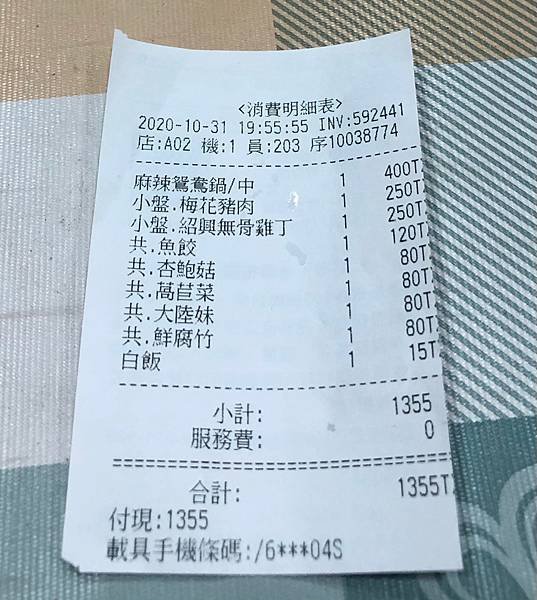 <消費明細表>
2020-10-31 19:55:55 INV:592441
店:A02 機:1 員:203 序10038774
麻辣鴛鴦鍋/中 1 400TX
小盤.梅花豬肉 1 250TX
小盤.紹興無骨雞丁 1 250TX
共.魚餃 1 120TX
共.杏鮑菇 1 80TX
共.萵苣菜 1 80TX
共.大陸妹 1 80TX
共.鮮腐竹 1 80TX
白飯 1 15TX
小計: 1355
服務費: 0
合計: 1355TX
付現:1355
載具手機條碼:/6***04S